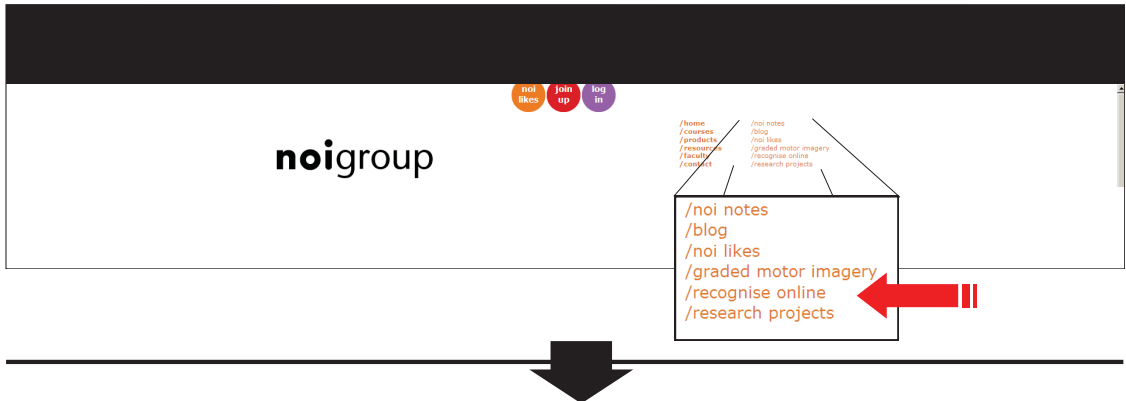 noi
likes
join
up
log
in
noigroup
/home
/courses
/products
/resources
/faculty
/contact
/noi notes
/blog
/noi likes
/graded motor imagery
/recognise online
/research projects
/noi notes
/blog
/noi likes
/graded motor imagery
/recognise online
/research projects